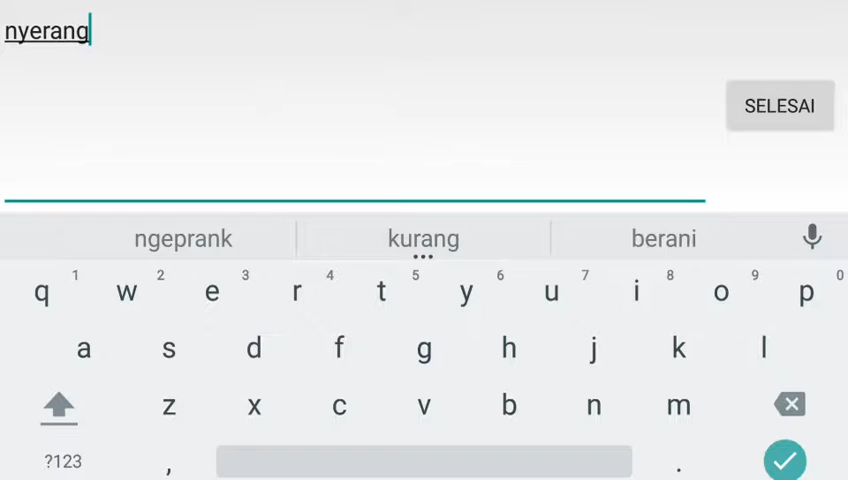 nyerang
SELESAI
ngeprank kurang berani
q 1 w 2 e 3 r 4 t 5 y 6 u 7 i 8 o 9 p 0
a s d f g h j k l
z x c v b n m
?123 , .